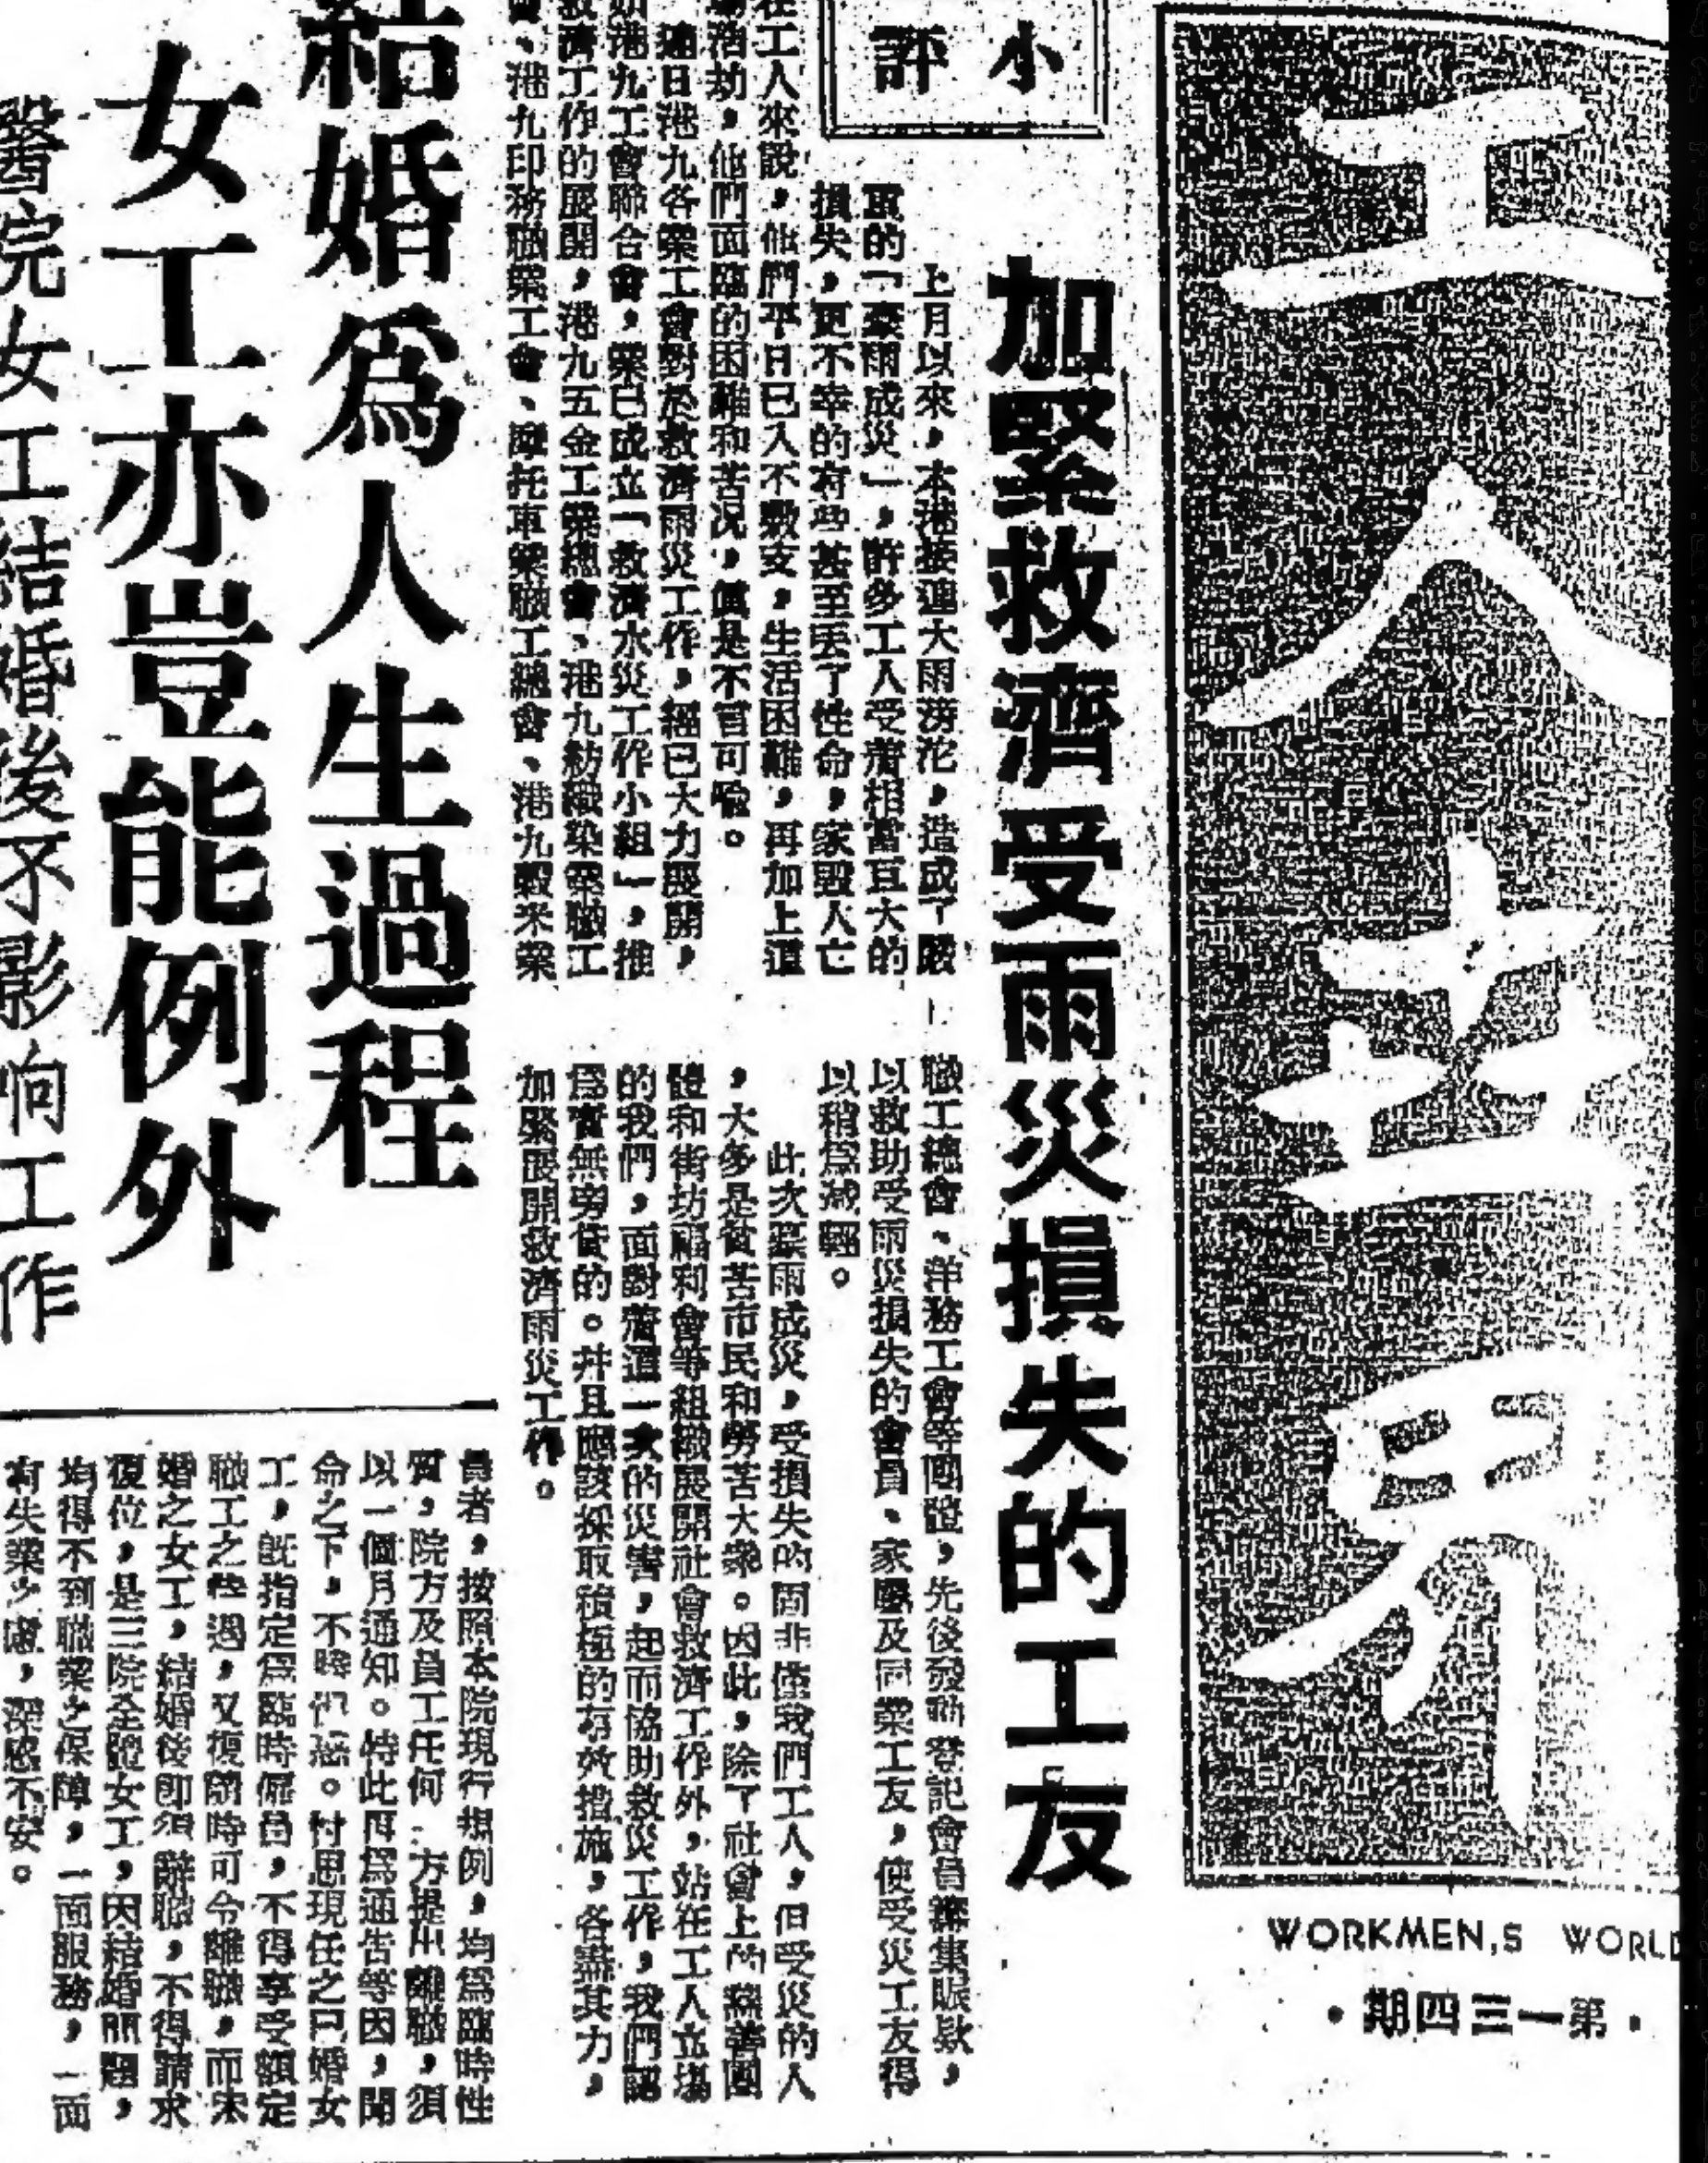 工人世界
WORKMEN,S WORLD
・第一三四期・
小評
加緊救濟受雨災損失的工友
上月以來，本港接連大雨滂沱，造成了嚴
重的「豪雨成災」，許多工人受着相當巨大的
損失，更不幸的有些甚至丟了性命，家毀人亡
在工人來說，他們平日已入不敷支，生活困難，再加上這
場浩劫，他們面臨的困難和苦况，真是不言可喻。
連日港九各業工會對於救濟雨災工作，經已大力展開，
港九工會聯合會，業已成立「救濟水災工作小組」，推
救濟工作的展開，港九五金工業總會、港九紡織染業職工
會、港九印務職業工會、摩托車業職工總會、港九穀米業
職工總會、洋務工會等團體，先後發動登記會員籌集賑欵，
以救助受雨災損失的會員、家屬及同業工友，使受災工友得
以稍爲減輕。
此次暴雨成災，受損失的固非僅我們工人，但受災的人
，大多是貧苦市民和勞苦大衆。因此，除了社會上的慈善團
體和街坊福利會等組織展開社會救濟工作外，站在工人立場
的我們，面對着這一次的災害，起而協助救災工作，我們認
爲責無旁貸的。并且應該採取積極的有效措施，各盡其力，
加緊展開救濟雨災工作。
結婚爲人生過程
女工亦豈能例外
醫院女工結婚後不影响工作
員者，按照本院現行規例，均爲臨時性
質，院方及員工任何一方提出離職，須
以一個月通知。特此再爲通告等因，聞
命之下，不勝惶惑。忖思現任之已婚女
工，旣指定爲臨時僱員，不得享受額定
職工之待遇，又復隨時可令離職，而未
婚之女工，結婚後卽須辭職，不得請求
復位，是三院全體女工，因結婚問題，
均得不到職業之保障，一面服務，一面
有失業之慮，深感不安。